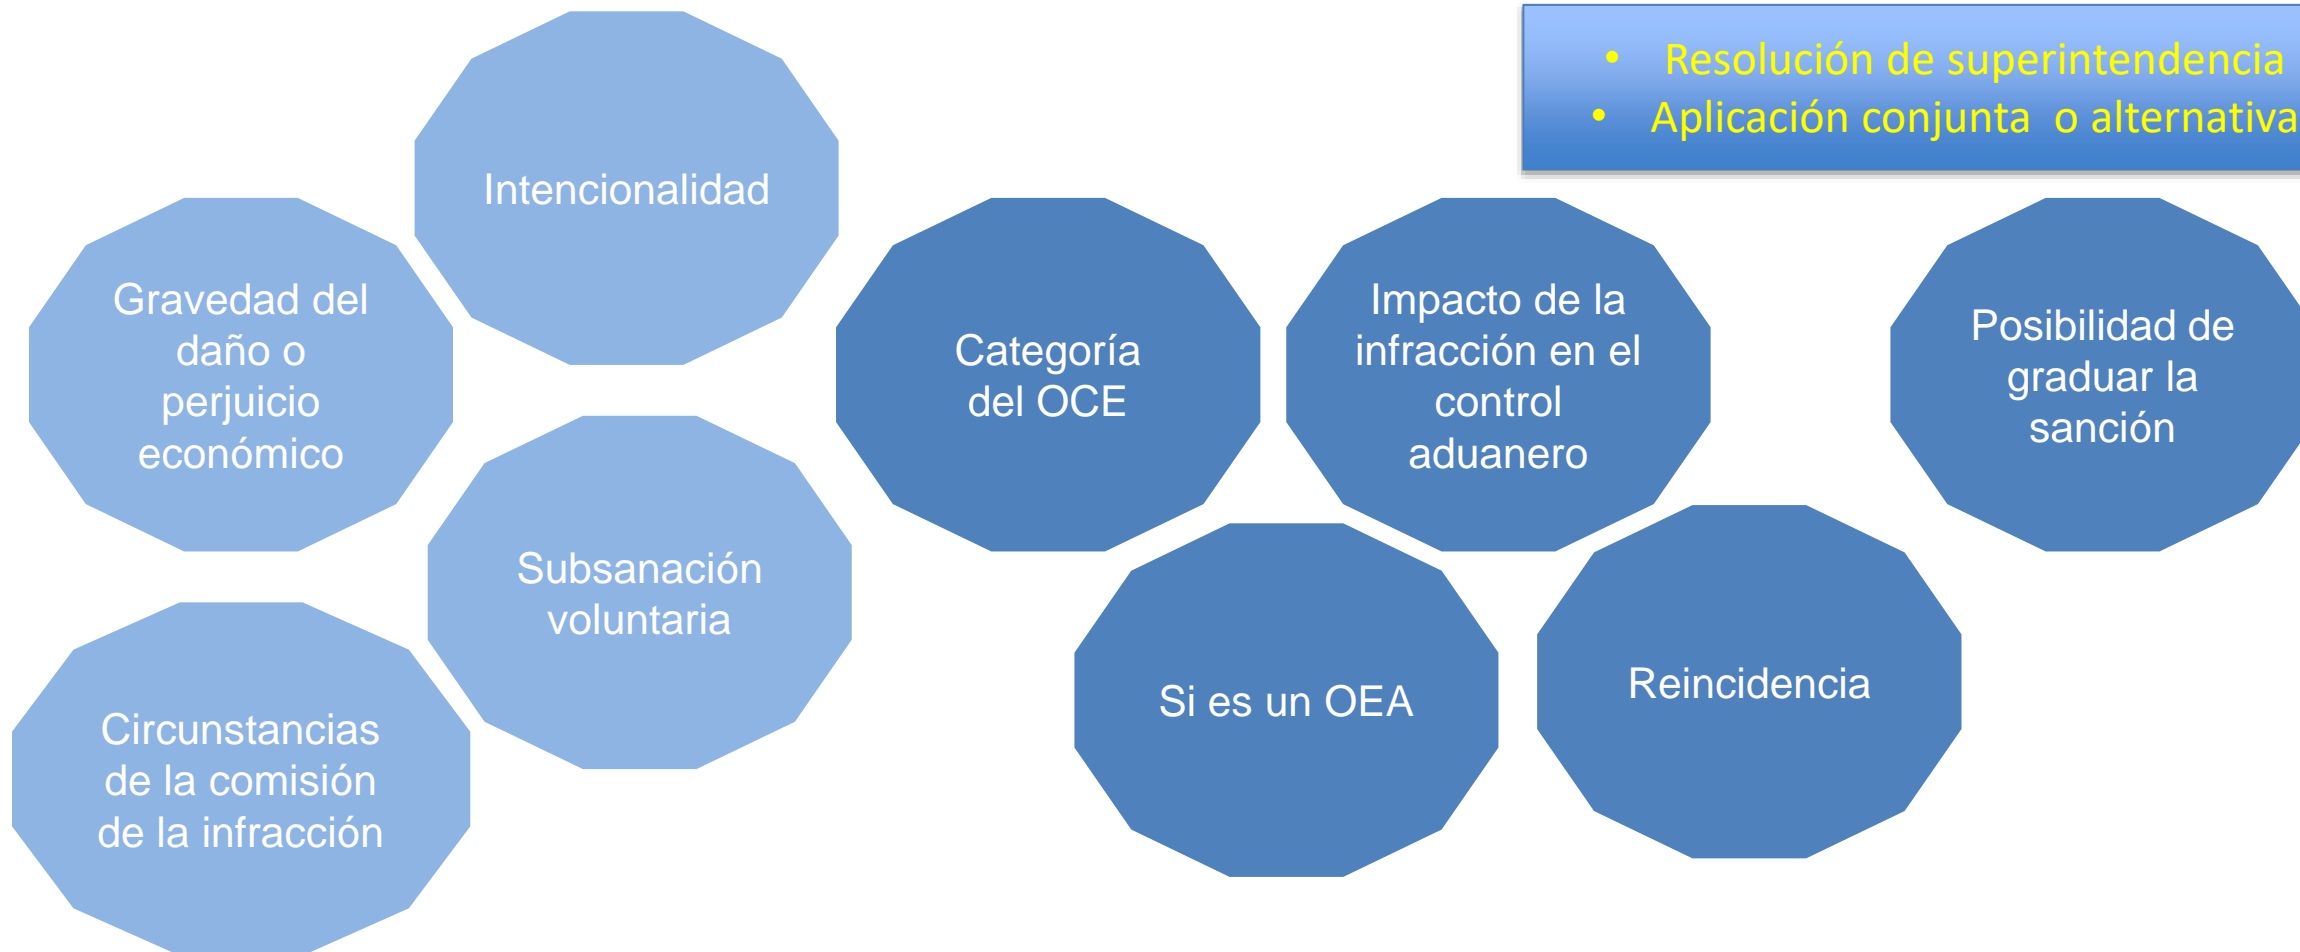 • Resolución de superintendencia
• Aplicación conjunta o alternativa
Intencionalidad
Gravedad del
daño o
perjuicio
económico
Subsanación
voluntaria
Circunstancias
de la comisión
de la infracción
Categoría
del OCE
Impacto de la
infracción en el
control
aduanero
Posibilidad de
graduar la
sanción
Si es un OEA
Reincidencia